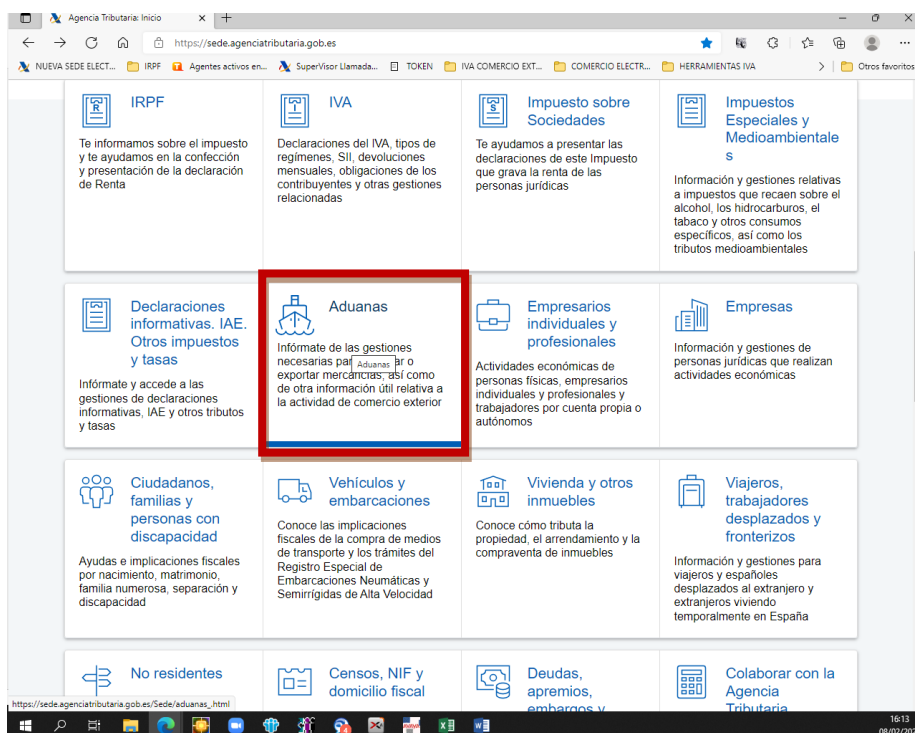 Agencia Tributaria: Inicio
https://sede.agenciatributaria.gob.es
NUEVA SEDE ELECT... IRPF Agentes activos en... SuperVisor Llamada... TOKEN IVA COMERCIO EXT... COMERCIO ELECTR... HERRAMIENTAS IVA Otros favoritos
IRPF
Te informamos sobre el impuesto
y te ayudamos en la confección
y presentación de la declaración
de Renta
IVA
Declaraciones del IVA, tipos de
regímenes, SII, devoluciones
mensuales, obligaciones de los
contribuyentes y otras gestiones
relacionadas
Impuesto sobre
Sociedades
Te ayudamos a presentar las
declaraciones de este Impuesto
que grava la renta de las
personas jurídicas
Impuestos
Especiales y
Medioambientale
s
Información y gestiones relativas
a impuestos que recaen sobre el
alcohol, los hidrocarburos, el
tabaco y otros consumos
específicos, así como los
tributos medioambientales
Declaraciones
informativas. IAE.
Otros impuestos
y tasas
Infórmate y accede a las
gestiones de declaraciones
informativas, IAE y otros tributos
y tasas
Aduanas
Infórmate de las gestiones
necesarias par ar o
Aduanas
exportar mercancías, así como
de otra información útil relativa a
la actividad de comercio exterior
Empresarios
individuales y
profesionales
Actividades económicas de
personas físicas, empresarios
individuales y profesionales y
trabajadores por cuenta propia o
autónomos
Empresas
Información y gestiones de
personas jurídicas que realizan
actividades económicas
Ciudadanos,
familias y
personas con
discapacidad
Ayudas e implicaciones fiscales
por nacimiento, matrimonio,
familia numerosa, separación y
discapacidad
Vehículos y
embarcaciones
Conoce las implicaciones
fiscales de la compra de medios
de transporte y los trámites del
Registro Especial de
Embarcaciones Neumáticas y
Semirrígidas de Alta Velocidad
Vivienda y otros
inmuebles
Conoce cómo tributa la
propiedad, el arrendamiento y la
compraventa de inmuebles
Viajeros,
trabajadores
desplazados y
fronterizos
Información y gestiones para
viajeros y españoles
desplazados al extranjero y
extranjeros viviendo
temporalmente en España
No residentes
Censos, NIF y
domicilio fiscal
Deudas,
apremios,
embargos y
Colaborar con la
Agencia
Tributaria
https://sede.agenciatributaria.gob.es/Sede/aduanas_.html
16:13
08/02/202